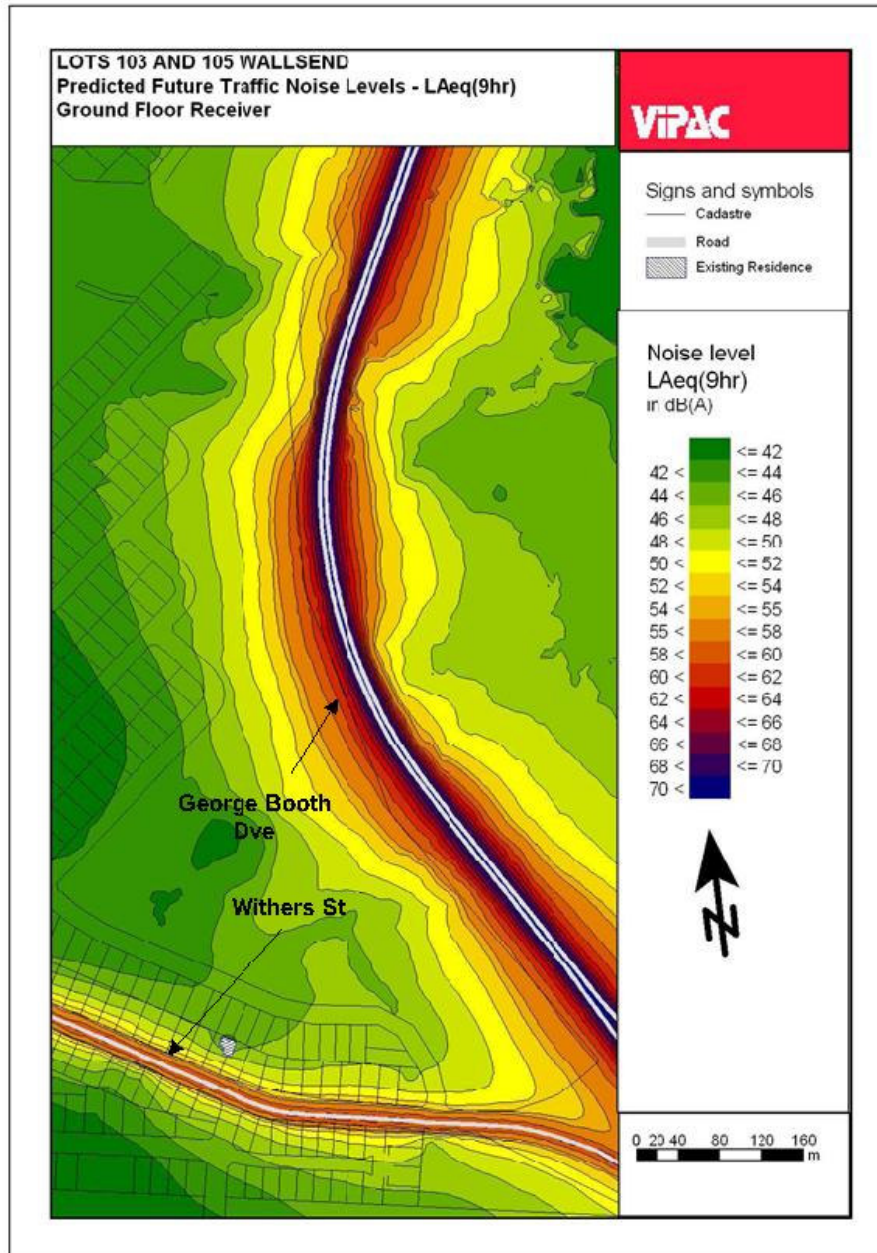 LOTS 103 AND 105 WALLSEND
Predicted Future Traffic Noise Levels - LAeq(9hr)
Ground Floor Receiver
ViPAC
Signs and symbols
Cadastre
Road
Existing Residence
Noise level
LAeq(9hr)
in dB(A)
<= 42
42 < <= 44
44 < <= 46
46 < <= 48
48 < <= 50
50 < <= 52
52 < <= 54
54 < <= 55
55 < <= 58
58 < <= 60
60 < <= 62
62 < <= 64
64 < <= 66
66 < <= 68
68 < <= 70
70 <
George Booth
Dve
Withers St
N
0 20 40 80 120 160
m